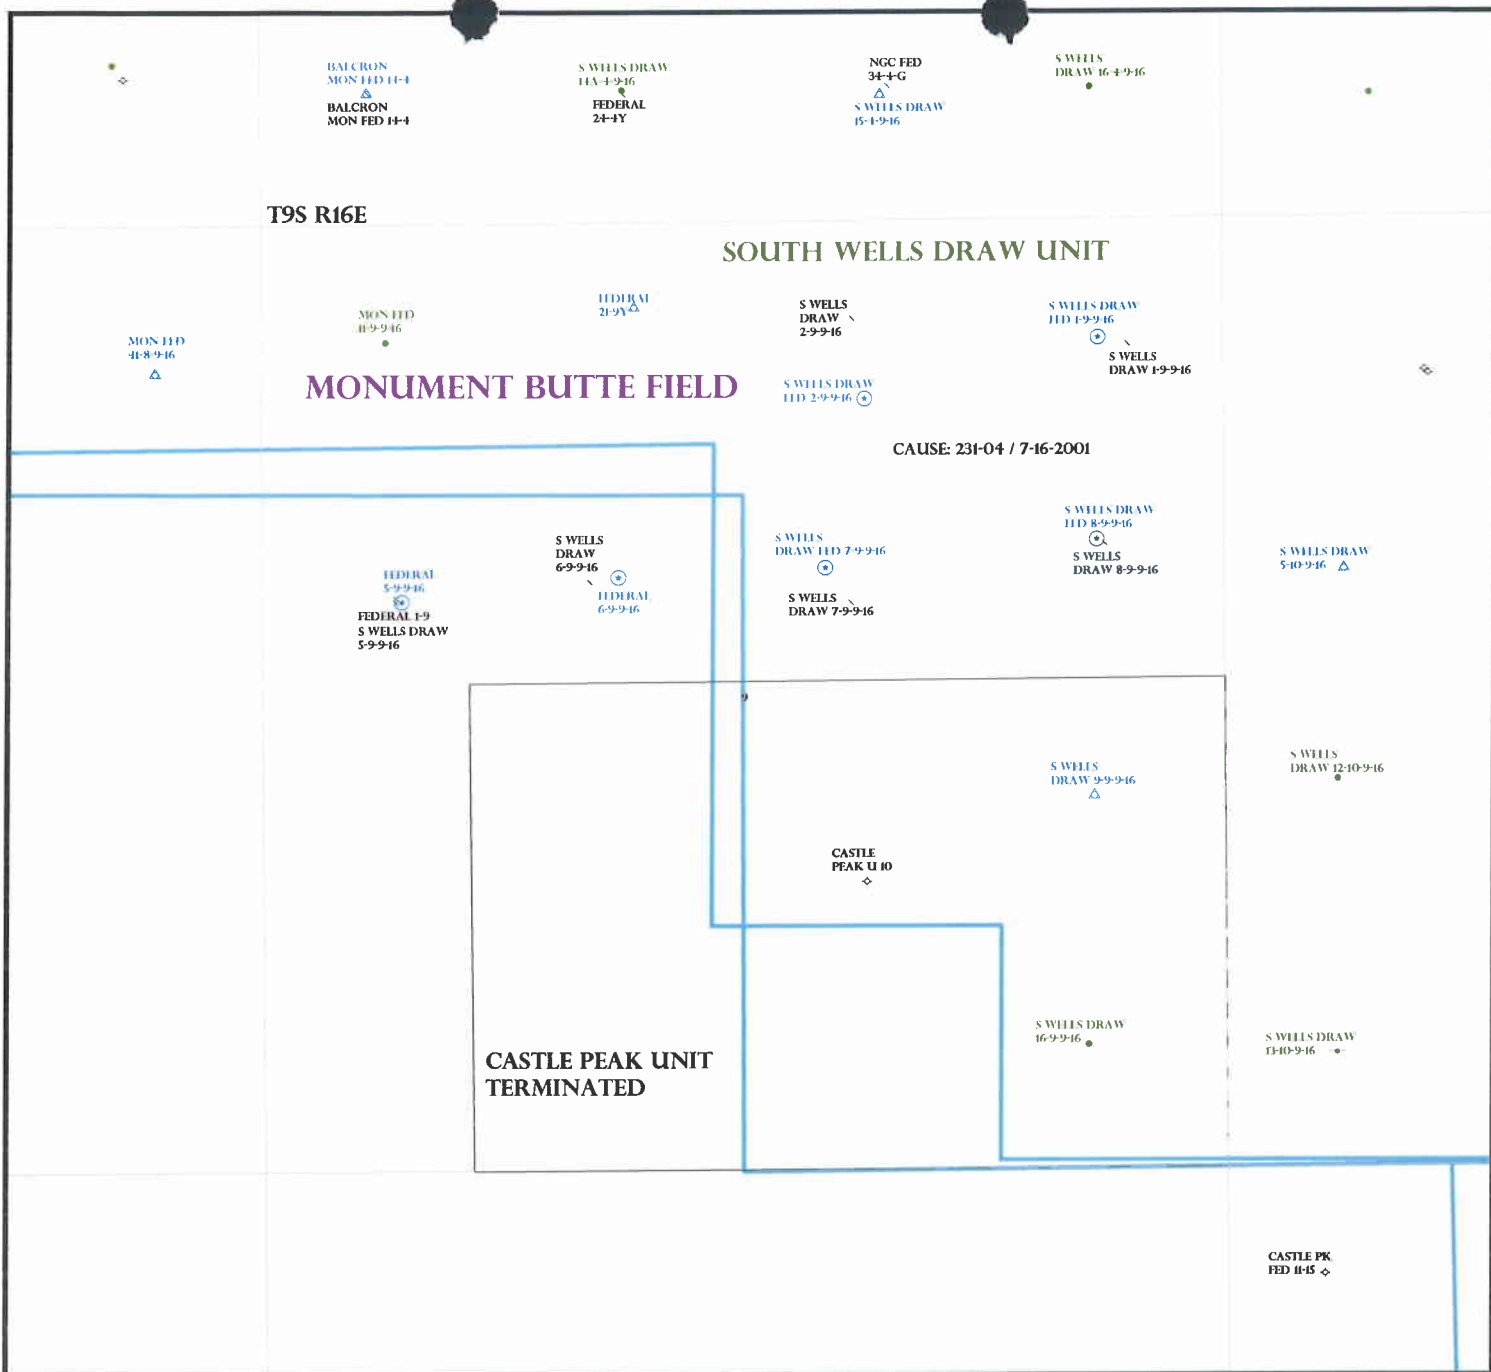 BALCRON
MON FED 14-4
BALCRON
MON FED 14-4
S WELLS DRAW
14A-4-9-16
FEDERAL
24-4Y
NGC FED
34-4-G
S WELLS DRAW
15-4-9-16
S WELLS
DRAW 16-4-9-16
T9S R16E
SOUTH WELLS DRAW UNIT
MON FED
41-8-9-16
MON FED
11-9-9-16
FEDERAL
21-9Y
S WELLS
DRAW
2-9-9-16
S WELLS DRAW
FED 1-9-9-16
S WELLS
DRAW 1-9-9-16
MONUMENT BUTTE FIELD
S WELLS DRAW
FED 2-9-9-16
CAUSE: 231-04 / 7-16-2001
FEDERAL
5-9-9-16
FEDERAL 1-9
S WELLS DRAW
5-9-9-16
S WELLS
DRAW
6-9-9-16
FEDERAL
6-9-9-16
S WELLS
DRAW FED 7-9-9-16
S WELLS
DRAW 7-9-9-16
S WELLS DRAW
FED 8-9-9-16
S WELLS
DRAW 8-9-9-16
S WELLS DRAW
5-10-9-16
9
S WELLS
DRAW 9-9-9-16
S WELLS
DRAW 12-10-9-16
CASTLE
PEAK U 10
S WELLS DRAW
16-9-9-16
S WELLS DRAW
13-10-9-16
CASTLE PEAK UNIT
TERMINATED
CASTLE PK
FED 11-15